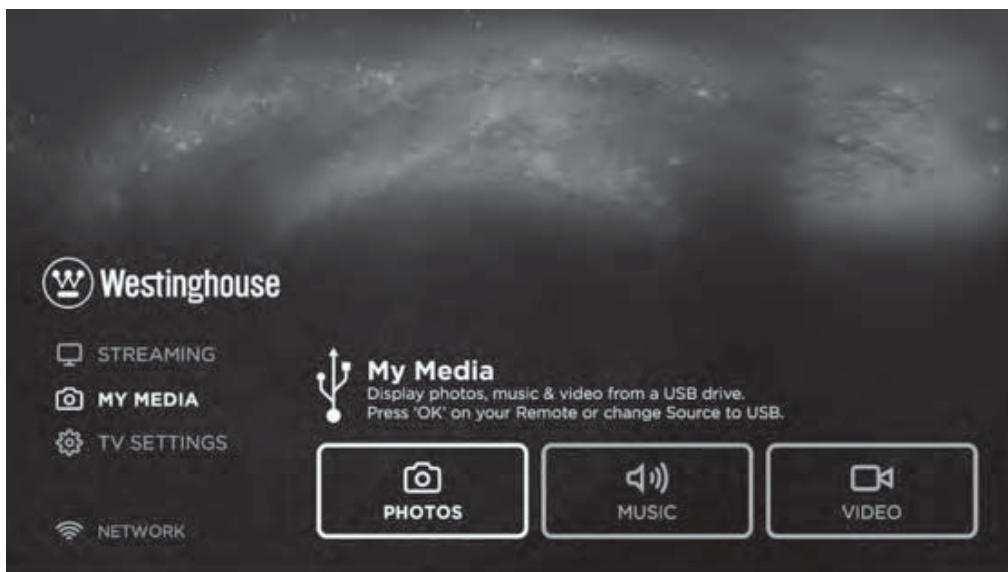 Westinghouse
STREAMING
MY MEDIA
TV SETTINGS
NETWORK
My Media
Display photos, music & video from a USB drive.
Press 'OK' on your Remote or change Source to USB.
PHOTOS
MUSIC
VIDEO